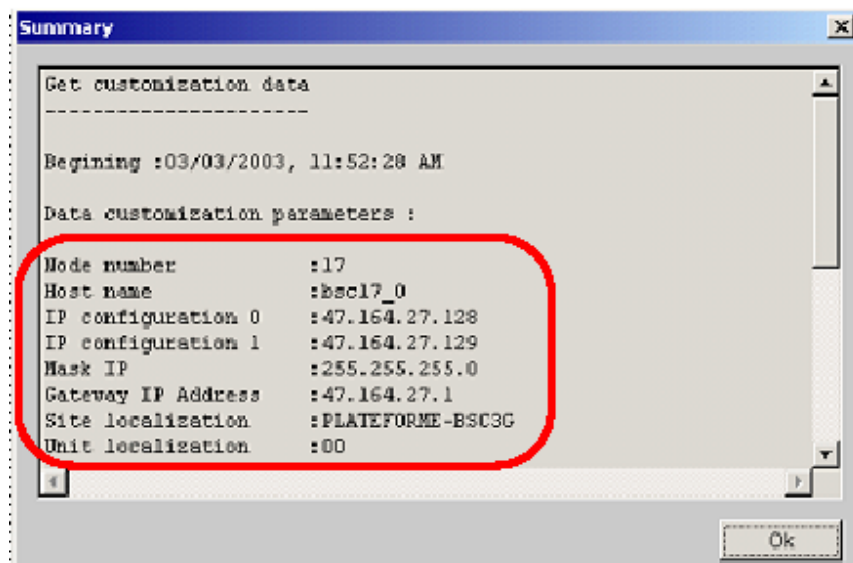 Summary
Get customization data
----------------------
Begining :03/03/2003, 11:52:28 AM
Data customization parameters :
Node number :17
Host name :bsc17_0
IP configuration 0 :47.164.27.128
IP configuration 1 :47.164.27.129
Mask IP :255.255.255.0
Gateway IP Address :47.164.27.1
Site localization :PLATEFORME-BSC3G
Unit localization :00
Ok